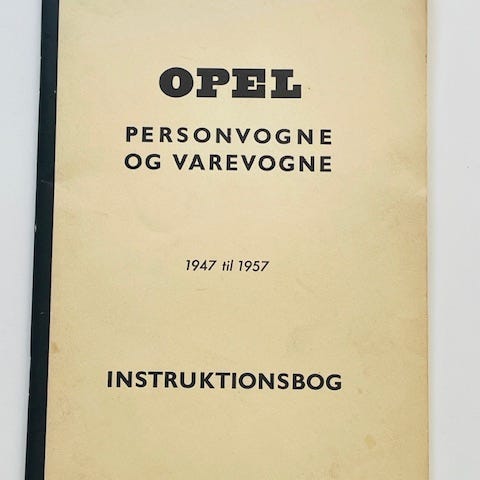 OPEL
PERSONVOGNE
OG VAREVOGNE
1947 til 1957
INSTRUKTIONSBOG